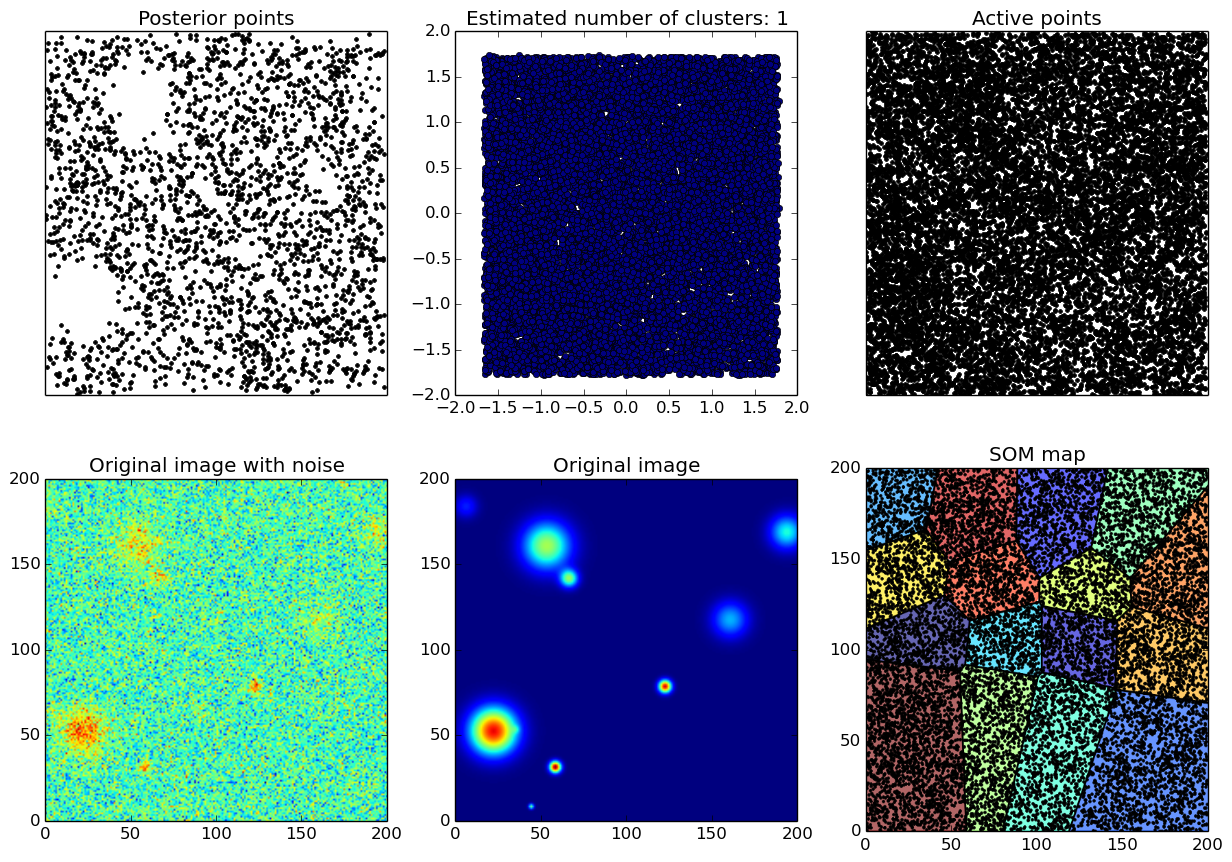 Posterior points
Estimated number of clusters: 1
Active points
2.0
1.5
1.0
0.5
0.0
−0.5
−1.0
−1.5
−2.0
−2.0 −1.5 −1.0 −0.5 0.0 0.5 1.0 1.5 2.0
Original image with noise
Original image
SOM map
200
150
100
50
0
0 50 100 150 200
200
150
100
50
0
0 50 100 150 200
200
150
100
50
0
0 50 100 150 200